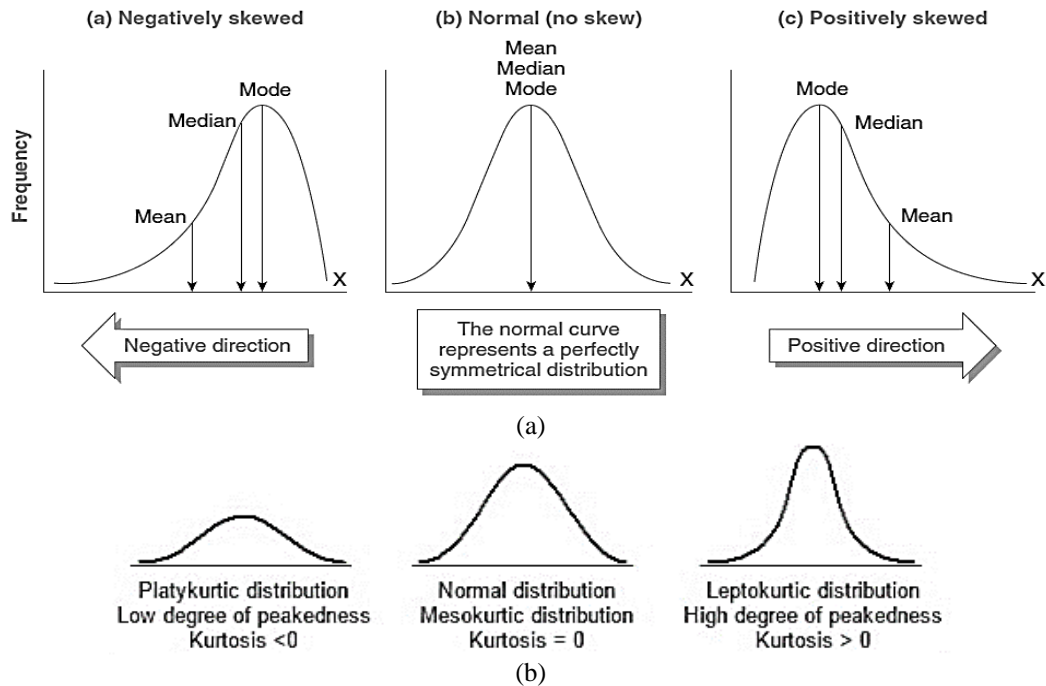 (a) Negatively skewed
(b) Normal (no skew)
(c) Positively skewed
Frequency
Mean
Median
Mode
X
Mean
Median
Mode
X
Mode
Median
Mean
X
Negative direction
The normal curve
represents a perfectly
symmetrical distribution
Positive direction
(a)
Platykurtic distribution
Low degree of peakedness
Kurtosis <0
Normal distribution
Mesokurtic distribution
Kurtosis = 0
Leptokurtic distribution
High degree of peakedness
Kurtosis > 0
(b)